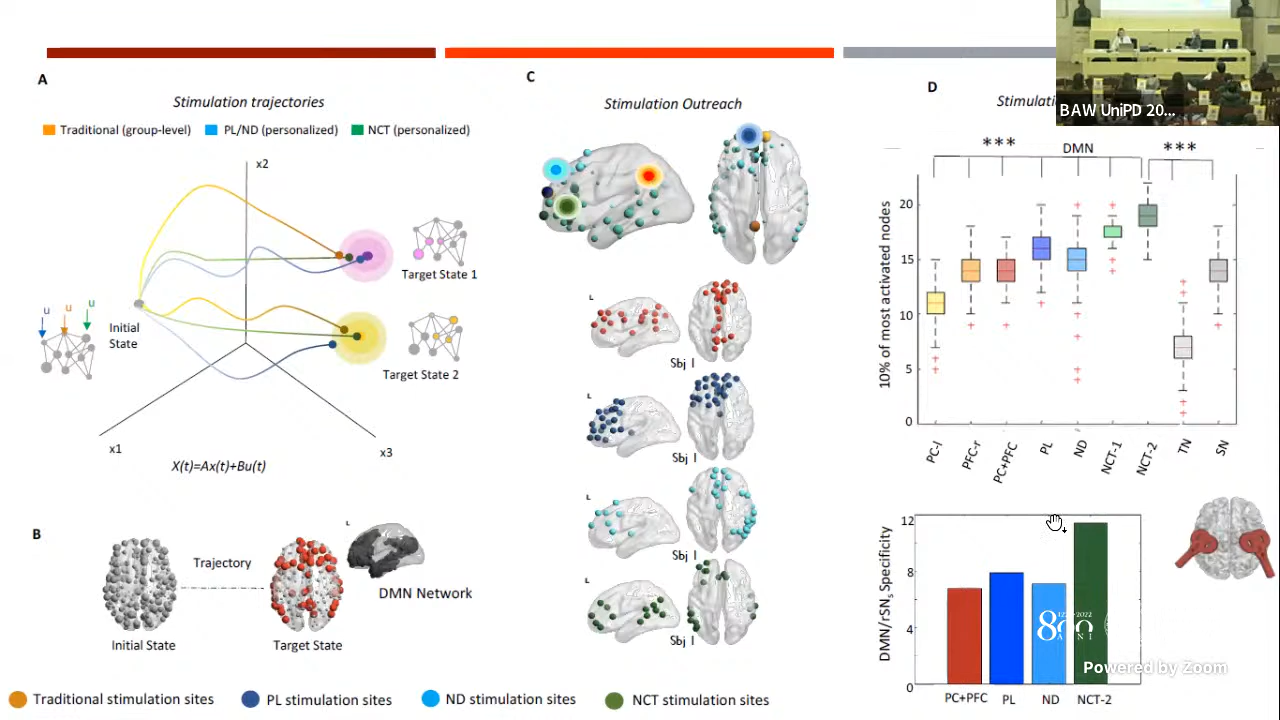 A
Stimulation trajectories
Traditional (group-level)
PL/ND (personalized)
NCT (personalized)
x2
Target State 1
u
u
u
Initial
State
Target State 2
x1
x3
X(t)=Ax(t)+Bu(t)
B
Trajectory
L
DMN Network
Initial State
Target State
C
Stimulation Outreach
L
Sbj I
L
Sbj I
L
Sbj I
L
Sbj I
D
BAW UniPD 20...
***
DMN
***
10% of most activated nodes
20
15
10
5
0
PC-l
PFC-r
PC+PFC
PL
ND
NCT-1
NCT-2
TN
SN
DMN/rSNs Specificity
12
8
4
0
PC+PFC
PL
ND
NCT-2
1222-2022
800
ANNI
Powered by Zoom
Traditional stimulation sites
PL stimulation sites
ND stimulation sites
NCT stimulation sites